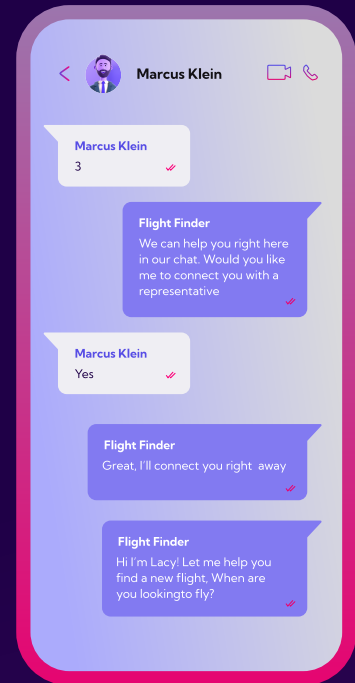 Marcus Klein
Marcus Klein
3
Flight Finder
We can help you right here
in our chat. Would you like
me to connect you with a
representative
Marcus Klein
Yes
Flight Finder
Great, I'll connect you right away
Flight Finder
Hi I'm Lacy! Let me help you
find a new flight, When are
you lookingto fly?